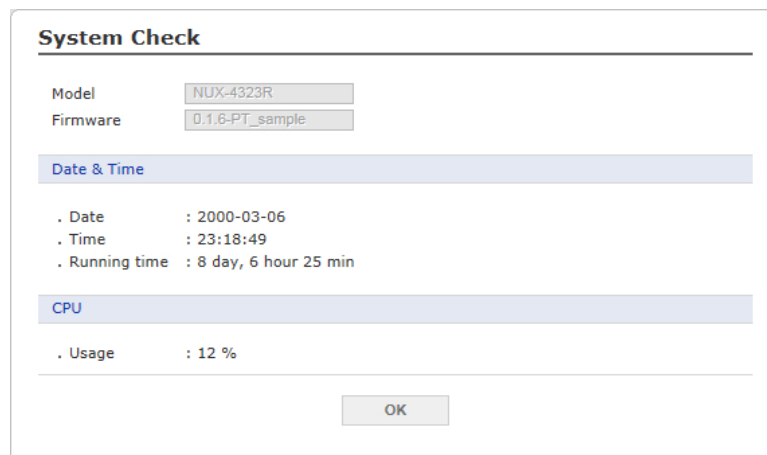 System Check
Model NUX-4323R
Firmware 0.1.6-PT_sample
Date & Time
. Date : 2000-03-06
. Time : 23:18:49
. Running time : 8 day, 6 hour 25 min
CPU
. Usage : 12 %
OK